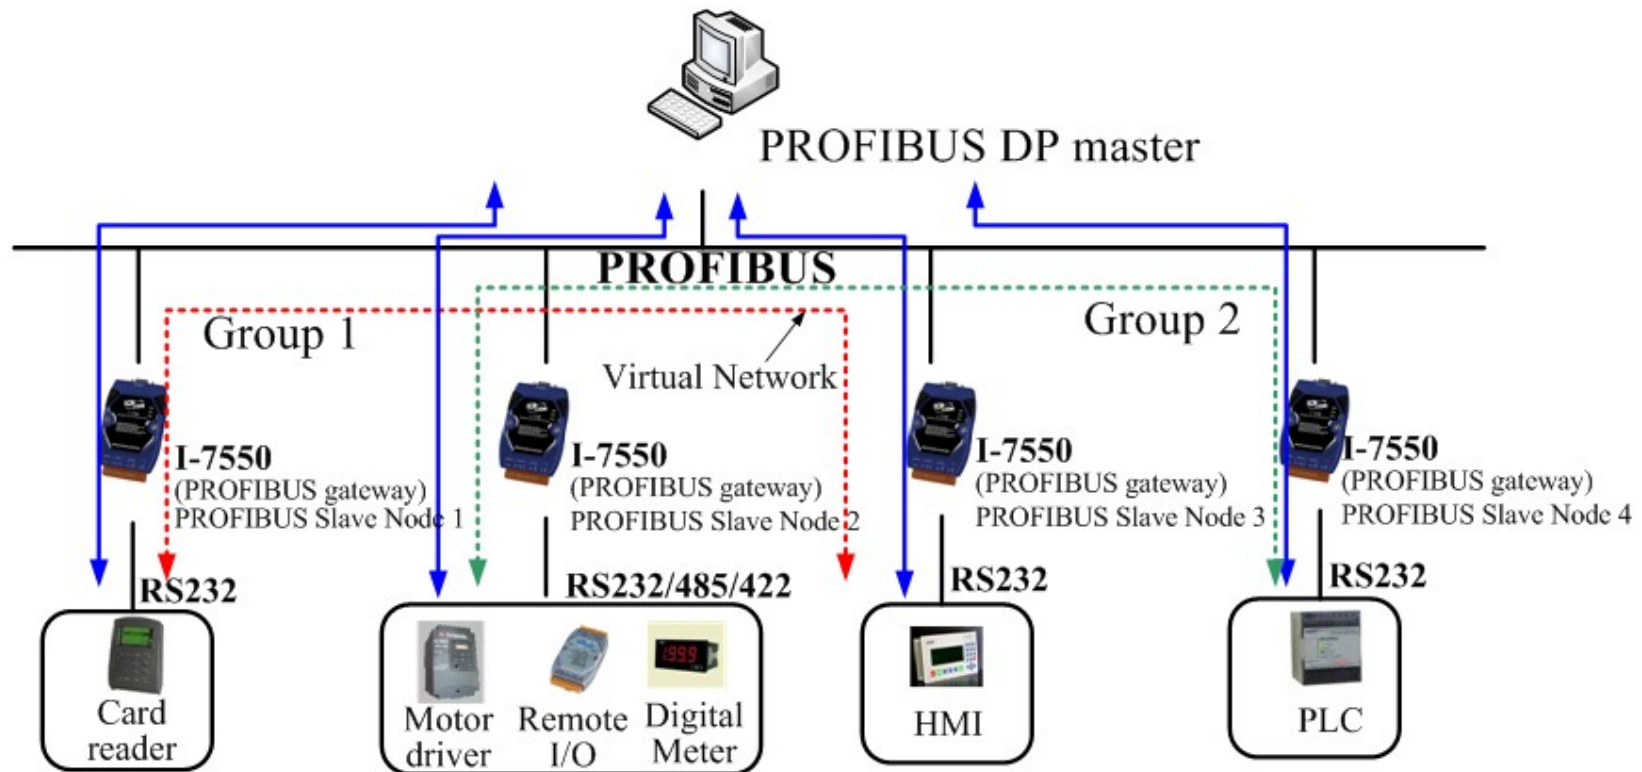 PROFIBUS DP master
PROFIBUS
Group 1
Group 2
Virtual Network
I-7550
(PROFIBUS gateway)
PROFIBUS Slave Node 1
I-7550
(PROFIBUS gateway)
PROFIBUS Slave Node 2
I-7550
(PROFIBUS gateway)
PROFIBUS Slave Node 3
I-7550
(PROFIBUS gateway)
PROFIBUS Slave Node 4
RS232
RS232/485/422
RS232
RS232
Card
reader
Motor
driver
Remote
I/O
1999
Digital
Meter
HMI
PLC